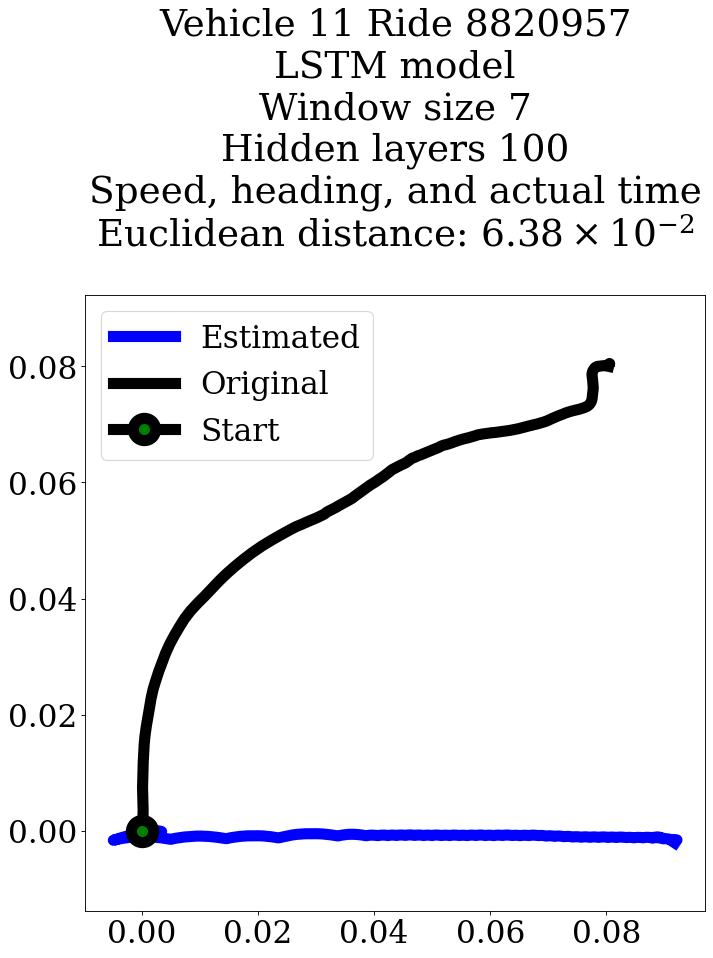 Vehicle 11 Ride 8820957
LSTM model
Window size 7
Hidden layers 100
Speed, heading, and actual time
Euclidean distance: 6.38 × 10⁻²
Estimated
Original
Start
0.08
0.06
0.04
0.02
0.00
0.00 0.02 0.04 0.06 0.08